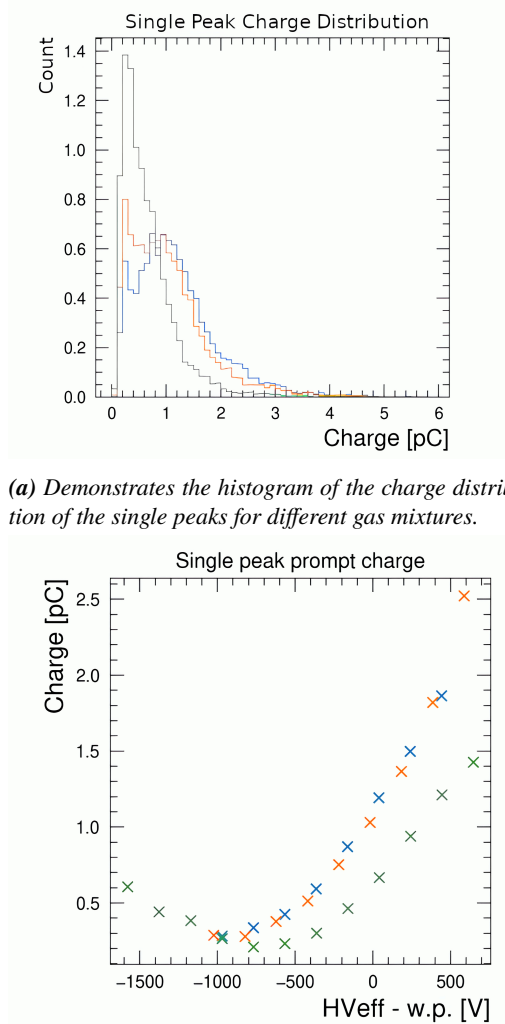 Single Peak Charge Distribution
Count
1.4
1.2
1.0
0.8
0.6
0.4
0.2
0.0
0 1 2 3 4 5 6
Charge [pC]
(a) Demonstrates the histogram of the charge distri
tion of the single peaks for different gas mixtures.
Single peak prompt charge
Charge [pC]
2.5
2.0
1.5
1.0
0.5
−1500 −1000 −500 0 500
HVeff - w.p. [V]